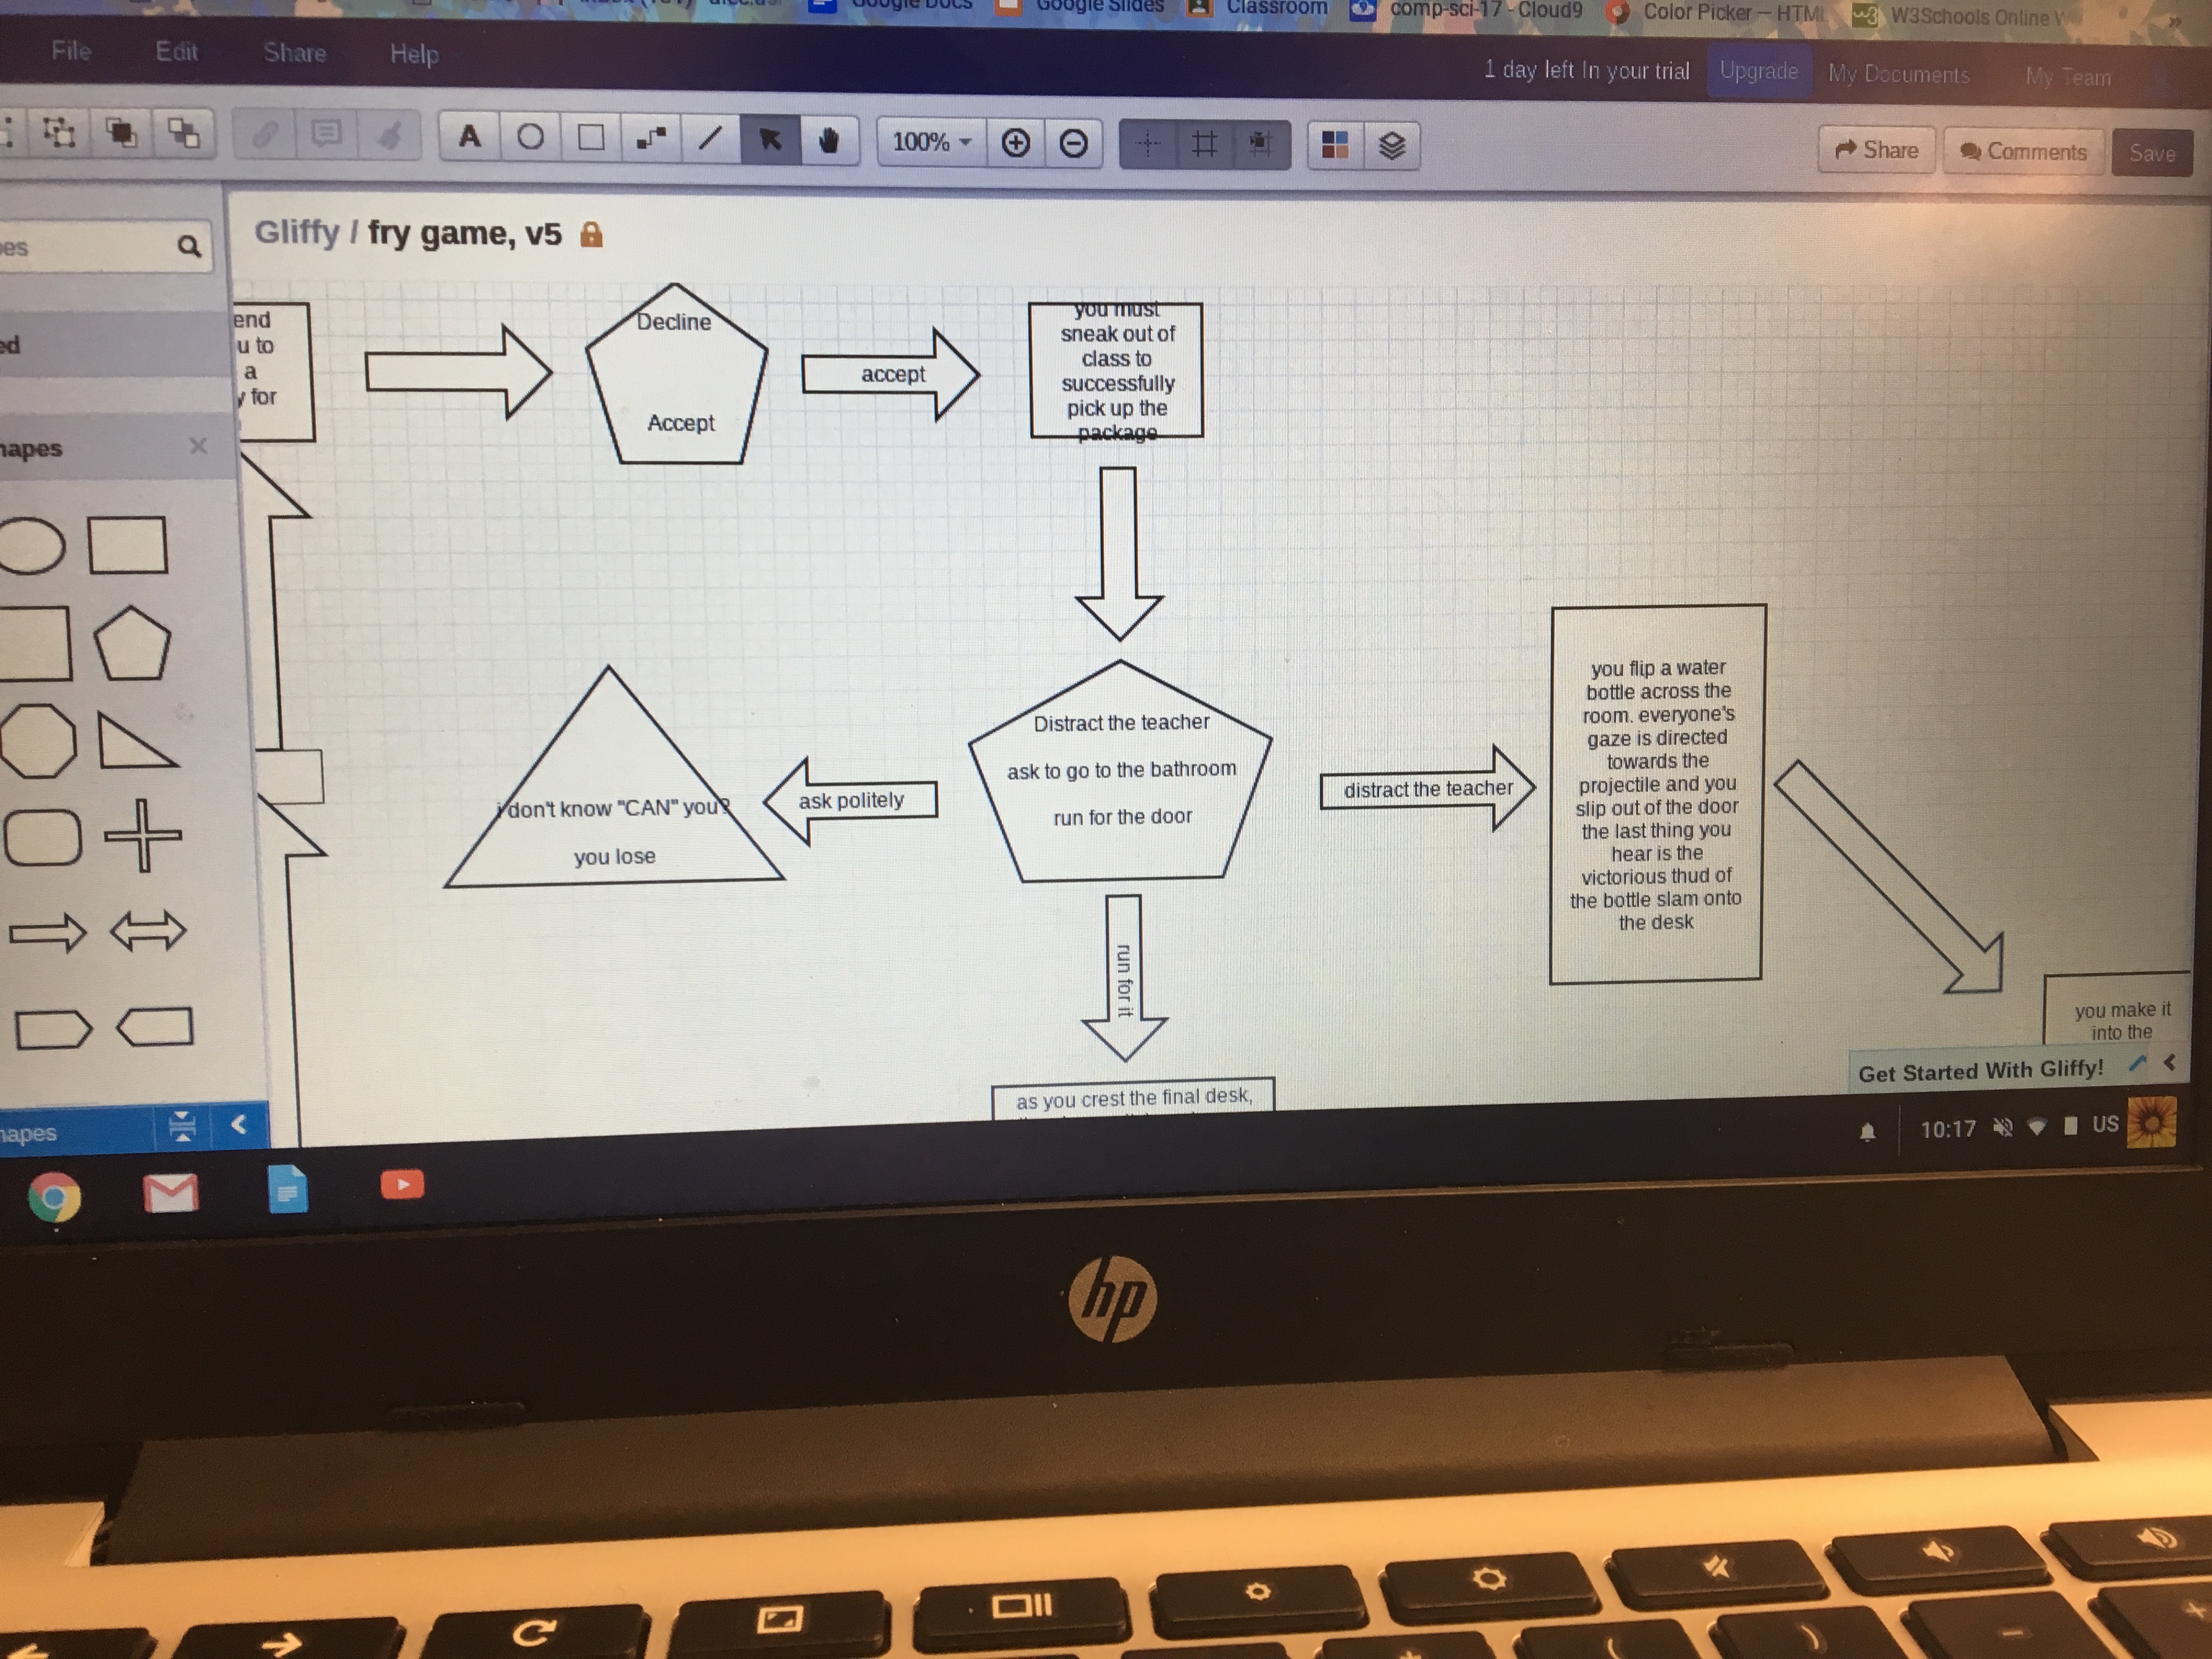 Google Docs
Google Slides
Classroom
comp-sci-17 - Cloud9
Color Picker — HTML
W3Schools Online
»
File Edit Share Help
1 day left In your trial Upgrade My Documents My Team
A
100%
Share Comments Save
Gliffy / fry game, v5
end
u to
a
y for
Decline
Accept
accept
you must
sneak out of
class to
successfully
pick up the
package
Distract the teacher
ask to go to the bathroom
run for the door
ask politely
i don't know "CAN" you?
you lose
distract the teacher
you flip a water
bottle across the
room. everyone's
gaze is directed
towards the
projectile and you
slip out of the door
the last thing you
hear is the
victorious thud of
the bottle slam onto
the desk
run for it
as you crest the final desk,
you make it
into the
Get Started With Gliffy!
10:17 US
hp